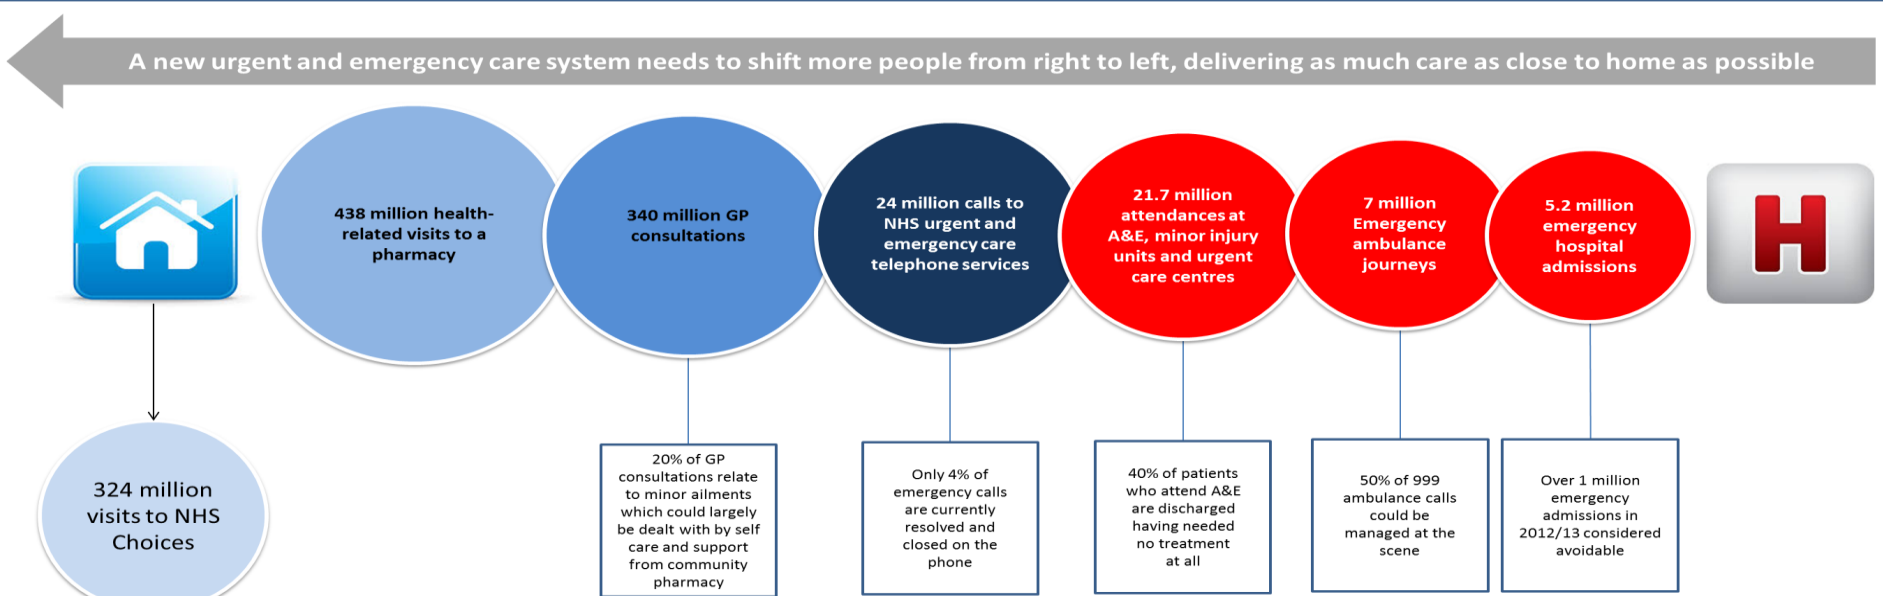 A new urgent and emergency care system needs to shift more people from right to left, delivering as much care as close to home as possible
438 million health-
related visits to a
pharmacy
340 million GP
consultations
24 million calls to
NHS urgent and
emergency care
telephone services
21.7 million
attendances at
A&E, minor injury
units and urgent
care centres
7 million
Emergency
ambulance
journeys
5.2 million
emergency
hospital
admissions
H
324 million
visits to NHS
Choices
20% of GP
consultations relate
to minor ailments
which could largely
be dealt with by self
care and support
from community
pharmacy
Only 4% of
emergency calls
are currently
resolved and
closed on the
phone
40% of patients
who attend A&E
are discharged
having needed
no treatment
at all
50% of 999
ambulance calls
could be
managed at the
scene
Over 1 million
emergency
admissions in
2012/13 considered
avoidable